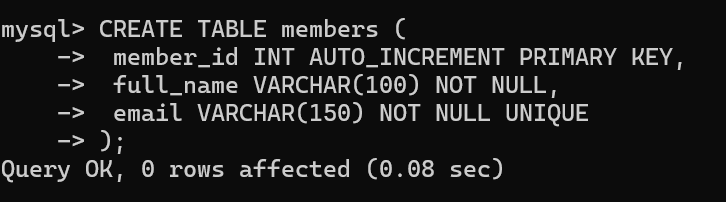 mysql> CREATE TABLE members (
    ->  member_id INT AUTO_INCREMENT PRIMARY KEY,
    ->  full_name VARCHAR(100) NOT NULL,
    ->  email VARCHAR(150) NOT NULL UNIQUE
    -> );
Query OK, 0 rows affected (0.08 sec)